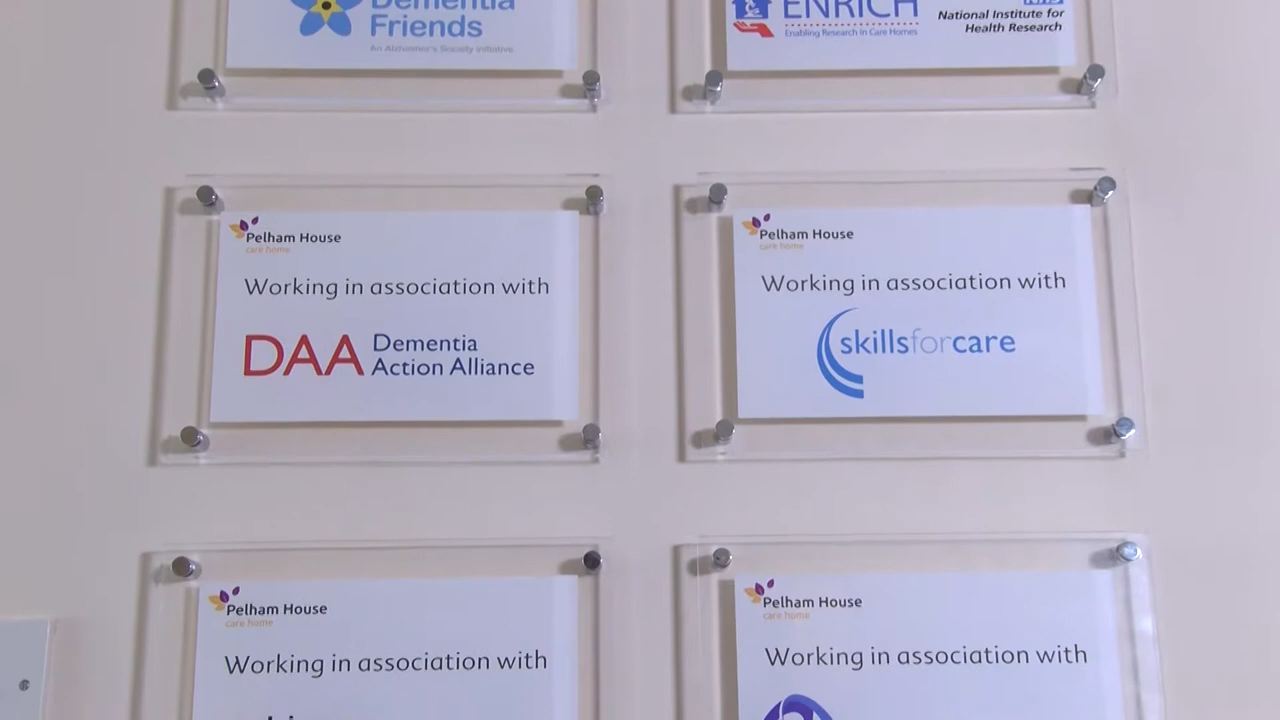 Dementia
Friends
An Alzheimer's Society initiative
ENRICH
Enabling Research In Care Homes
NHS
National Institute for
Health Research
Pelham House
care home
Working in association with
DAA Dementia
Action Alliance
Pelham House
care home
Working in association with
skillsforcare
Pelham House
care home
Working in association with
Pelham House
care home
Working in association with